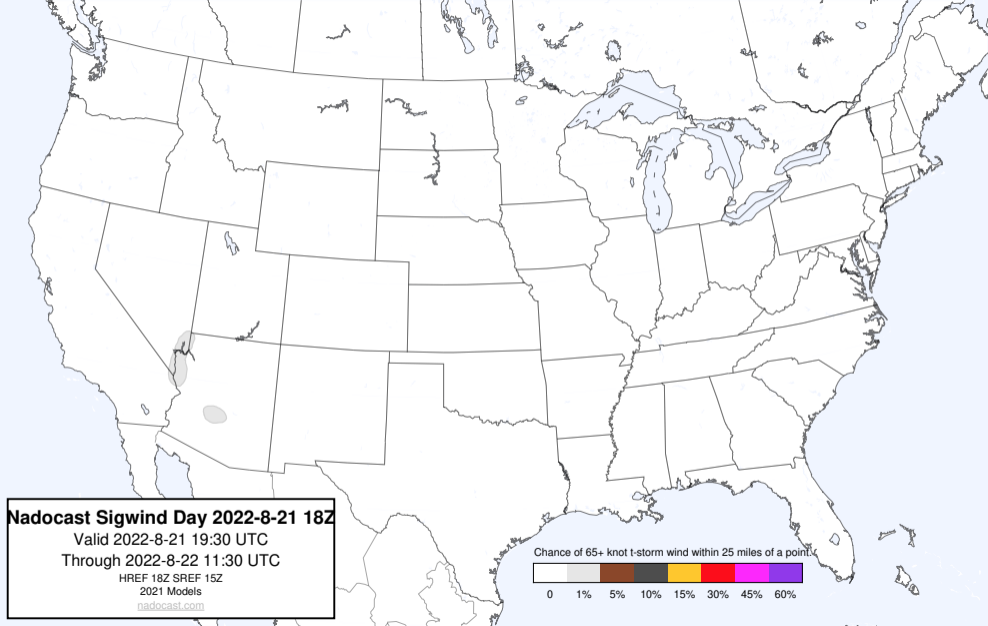 Nadocast Sigwind Day 2022-8-21 18Z
Valid 2022-8-21 19:30 UTC
Through 2022-8-22 11:30 UTC
HREF 18Z SREF 15Z
2021 Models
nadocast.com
Chance of 65+ knot t-storm wind within 25 miles of a point.
0 1% 5% 10% 15% 30% 45% 60%